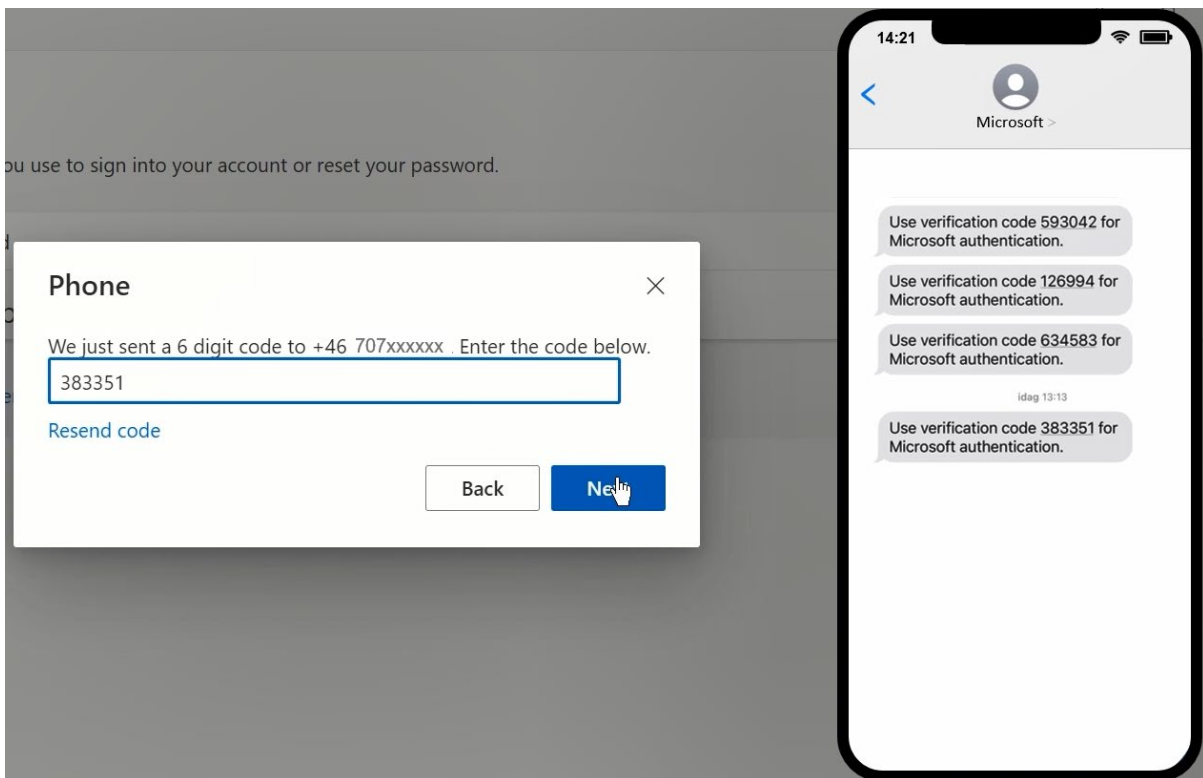 ou use to sign into your account or reset your password.
Phone
We just sent a 6 digit code to +46 707xxxxxx . Enter the code below.
383351
Resend code
Back
14:21
Microsoft >
Use verification code 593042 for
Microsoft authentication.
Use verification code 126994 for
Microsoft authentication.
Use verification code 634583 for
Microsoft authentication.
idag 13:13
Use verification code 383351 for
Microsoft authentication.